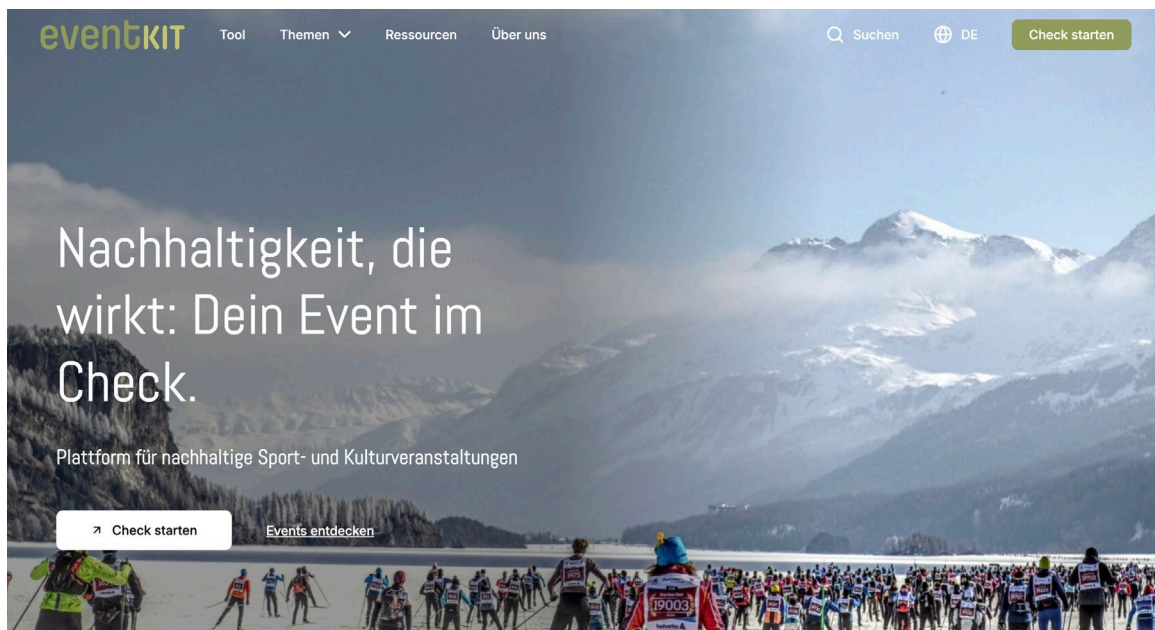 eventKIT
Tool
Themen
Ressourcen
Über uns
Suchen
DE
Check starten
Nachhaltigkeit, die
wirkt: Dein Event im
Check.
Plattform für nachhaltige Sport- und Kulturveranstaltungen
Check starten
Events entdecken
19003